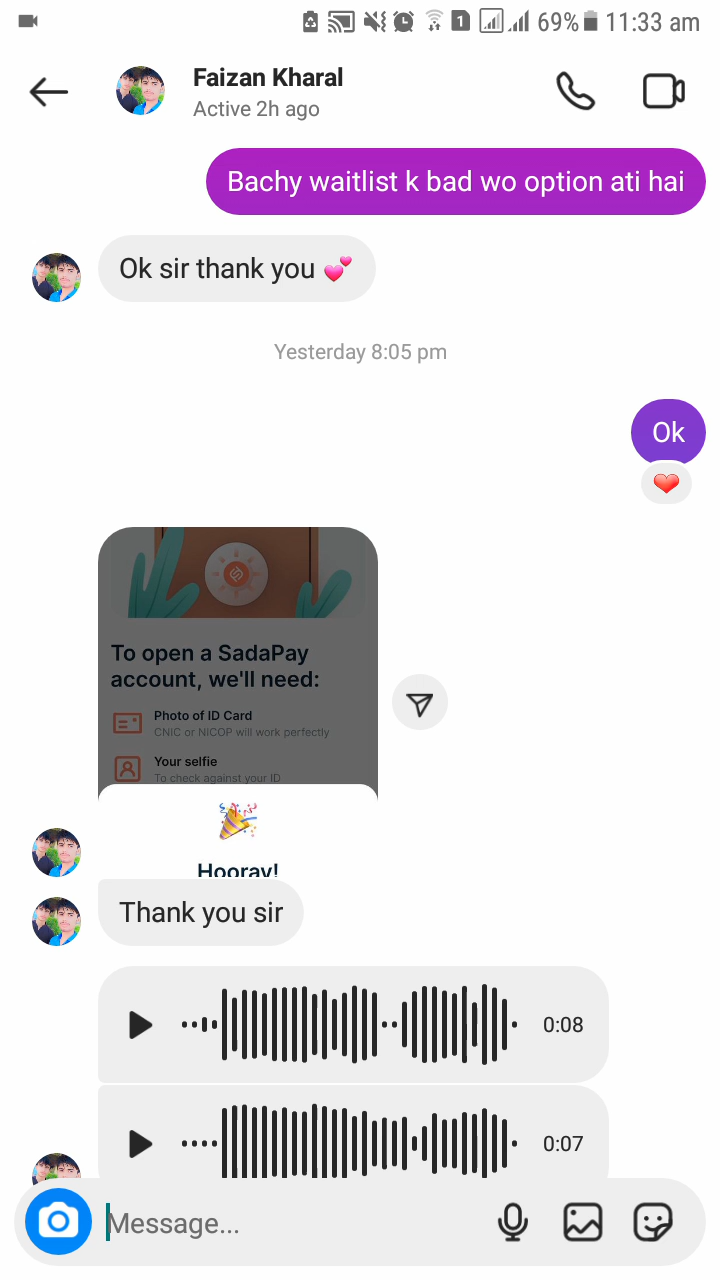 1 69% 11:33 am
Faizan Kharal
Active 2h ago
Bachy waitlist k bad wo option ati hai
Ok sir thank you 💕
Yesterday 8:05 pm
Ok
❤️
To open a SadaPay
account, we'll need:
Photo of ID Card
CNIC or NICOP will work perfectly
Your selfie
To check against your ID
Hooray!
Thank you sir
0:08
0:07
Message...